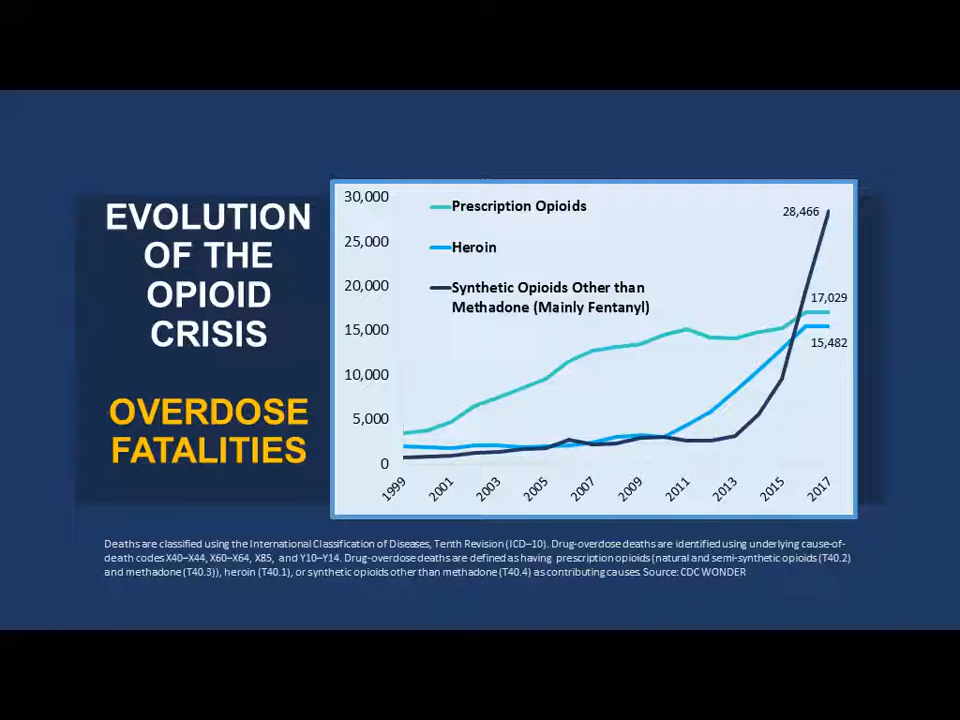 EVOLUTION
OF THE
OPIOID
CRISIS
OVERDOSE
FATALITIES
30,000
25,000
20,000
15,000
10,000
5,000
0
Prescription Opioids
Heroin
Synthetic Opioids Other than
Methadone (Mainly Fentanyl)
28,466
17,029
15,482
1999
2001
2003
2005
2007
2009
2011
2013
2015
2017
Deaths are classified using the International Classification of Diseases, Tenth Revision (ICD–10). Drug-overdose deaths are identified using underlying cause-of-
death codes X40–X44, X60–X64, X85, and Y10–Y14. Drug-overdose deaths are defined as having prescription opioids (natural and semi-synthetic opioids (T40.2)
and methadone (T40.3)), heroin (T40.1), or synthetic opioids other than methadone (T40.4) as contributing causes. Source: CDC WONDER